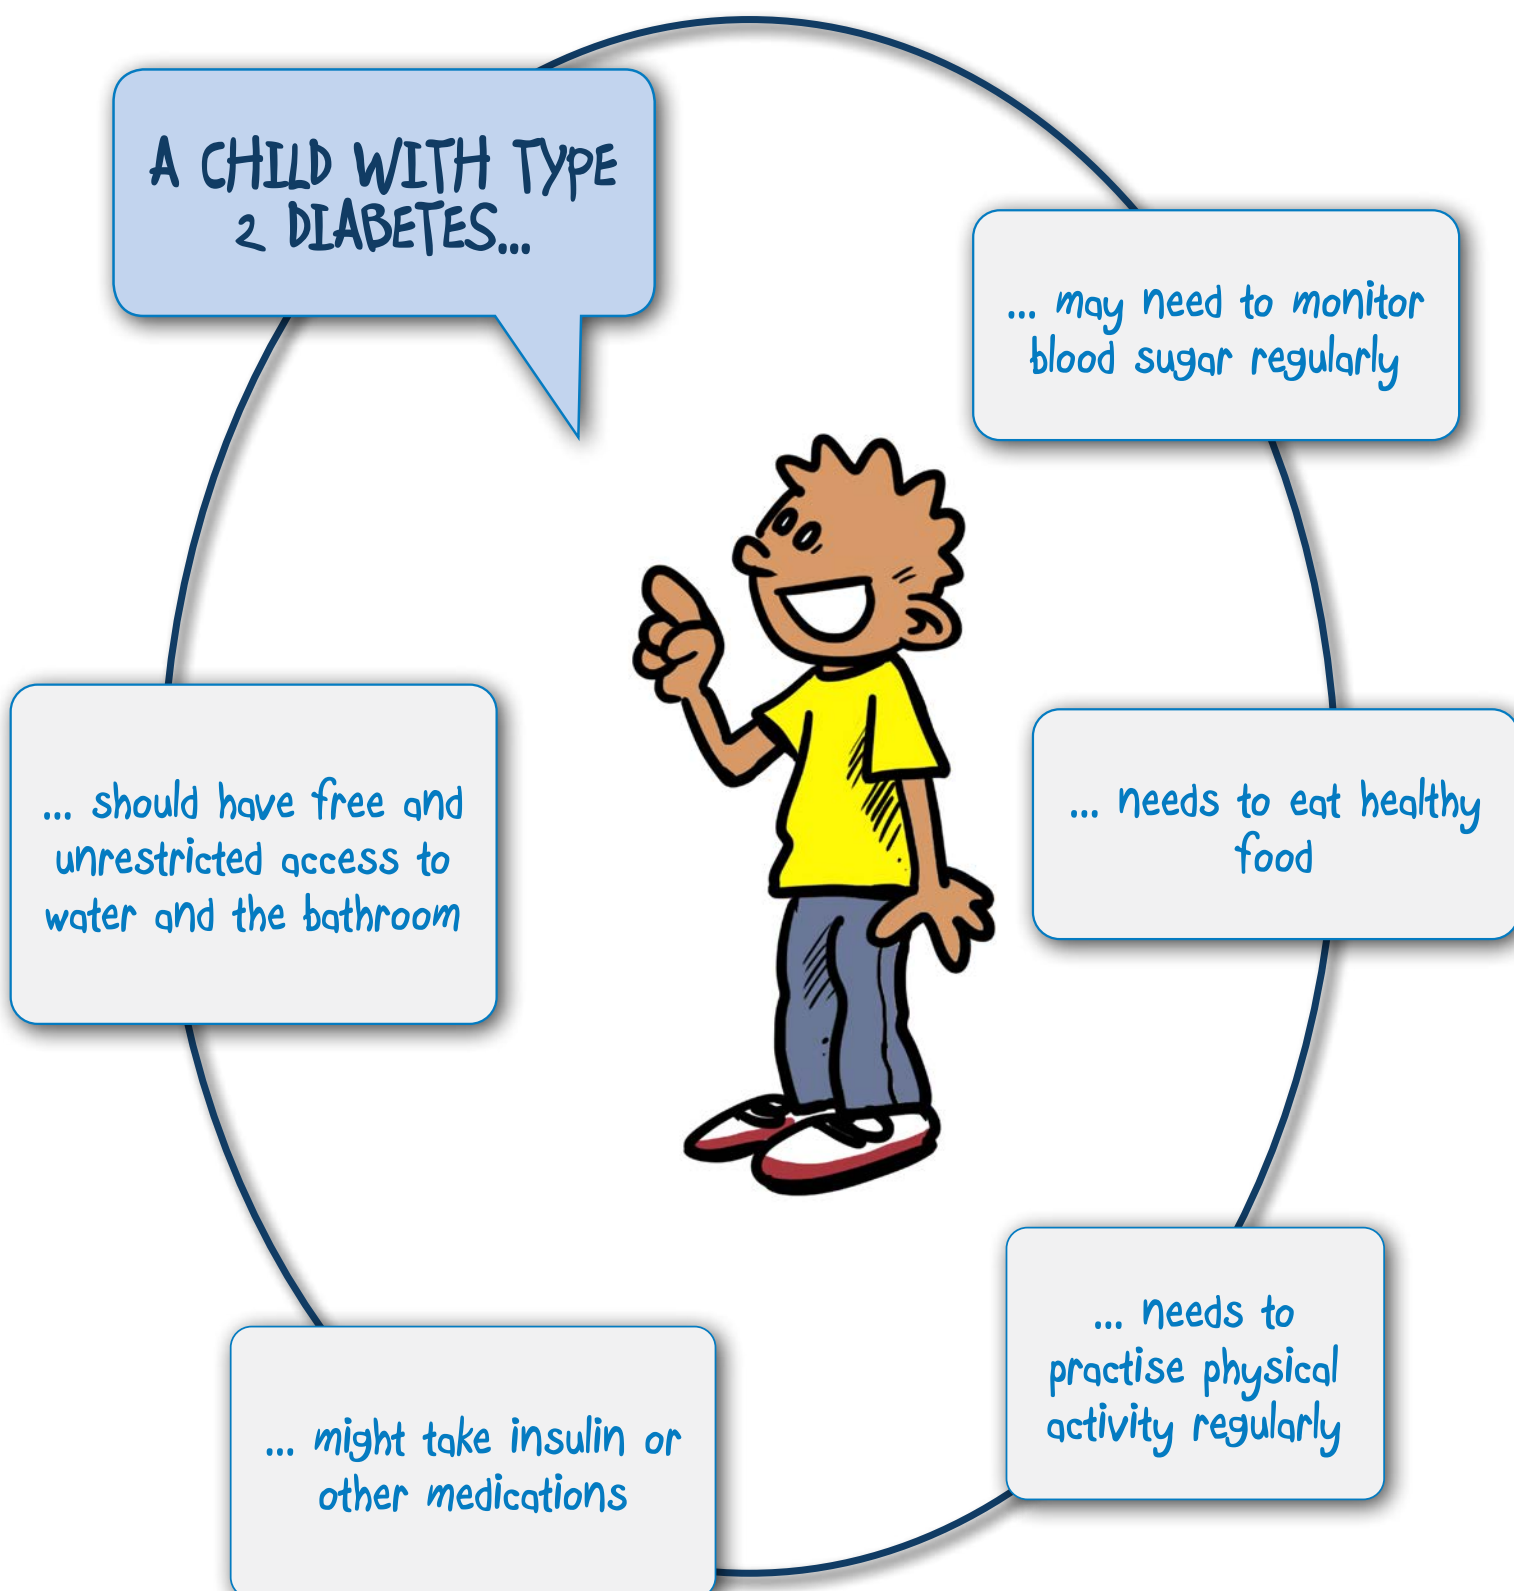 A CHILD WITH TYPE
2 DIABETES...
... may need to monitor
blood sugar regularly
... needs to eat healthy
food
... needs to
practise physical
activity regularly
... might take insulin or
other medications
... should have free and
unrestricted access to
water and the bathroom